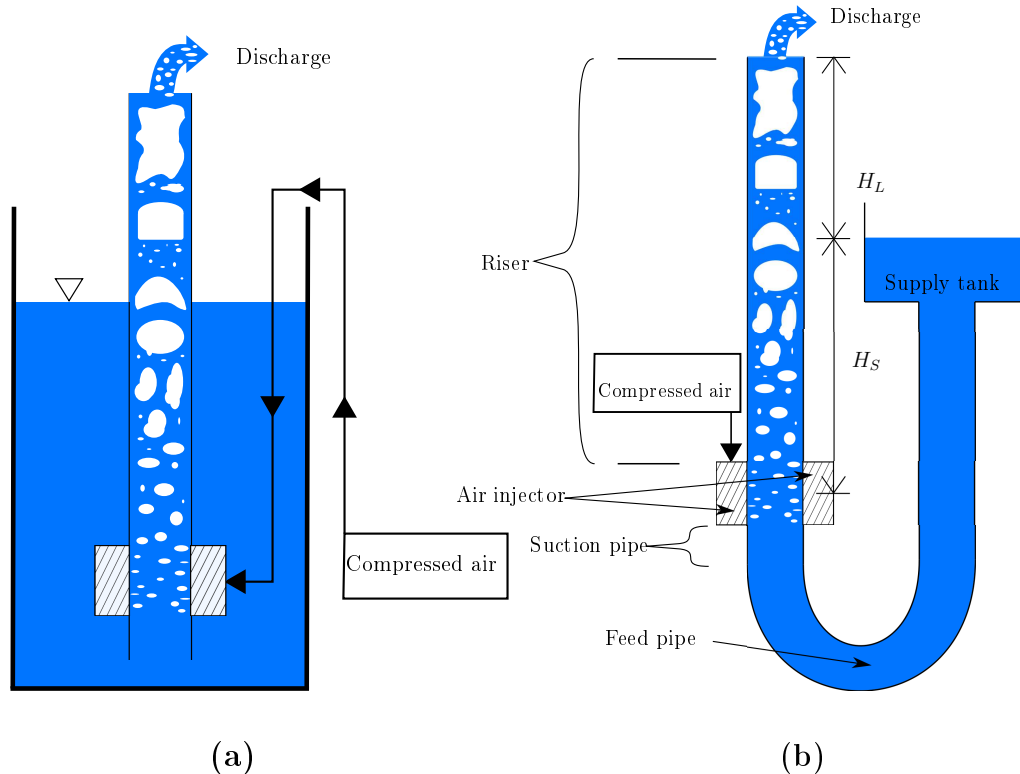 Discharge
Compressed air
(a)
Discharge
H_L
Riser
Supply tank
H_S
Compressed air
Air injector
Suction pipe
Feed pipe
(b)